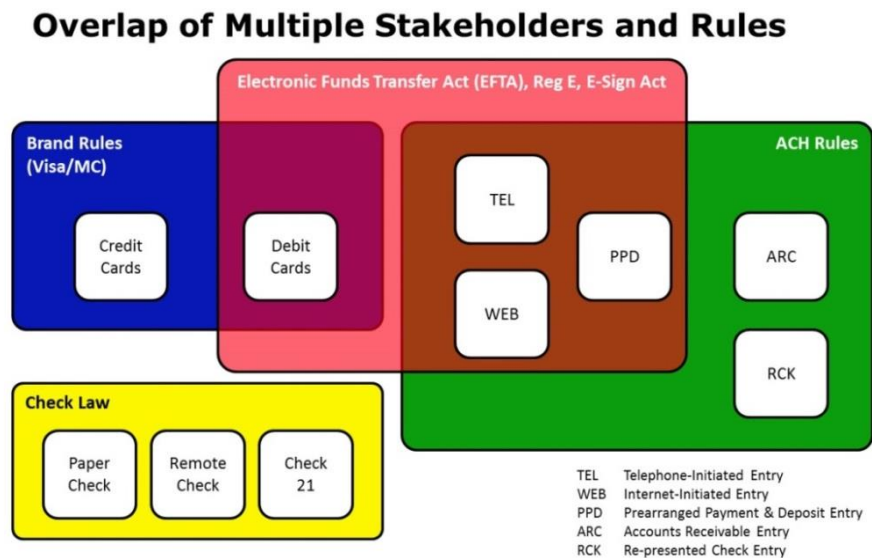 Overlap of Multiple Stakeholders and Rules
Electronic Funds Transfer Act (EFTA), Reg E, E-Sign Act
Brand Rules
(Visa/MC)
ACH Rules
Credit
Cards
Debit
Cards
TEL
WEB
PPD
ARC
RCK
Check Law
Paper
Check
Remote
Check
Check
21
TEL Telephone-Initiated Entry
WEB Internet-Initiated Entry
PPD Prearranged Payment & Deposit Entry
ARC Accounts Receivable Entry
RCK Re-presented Check Entry